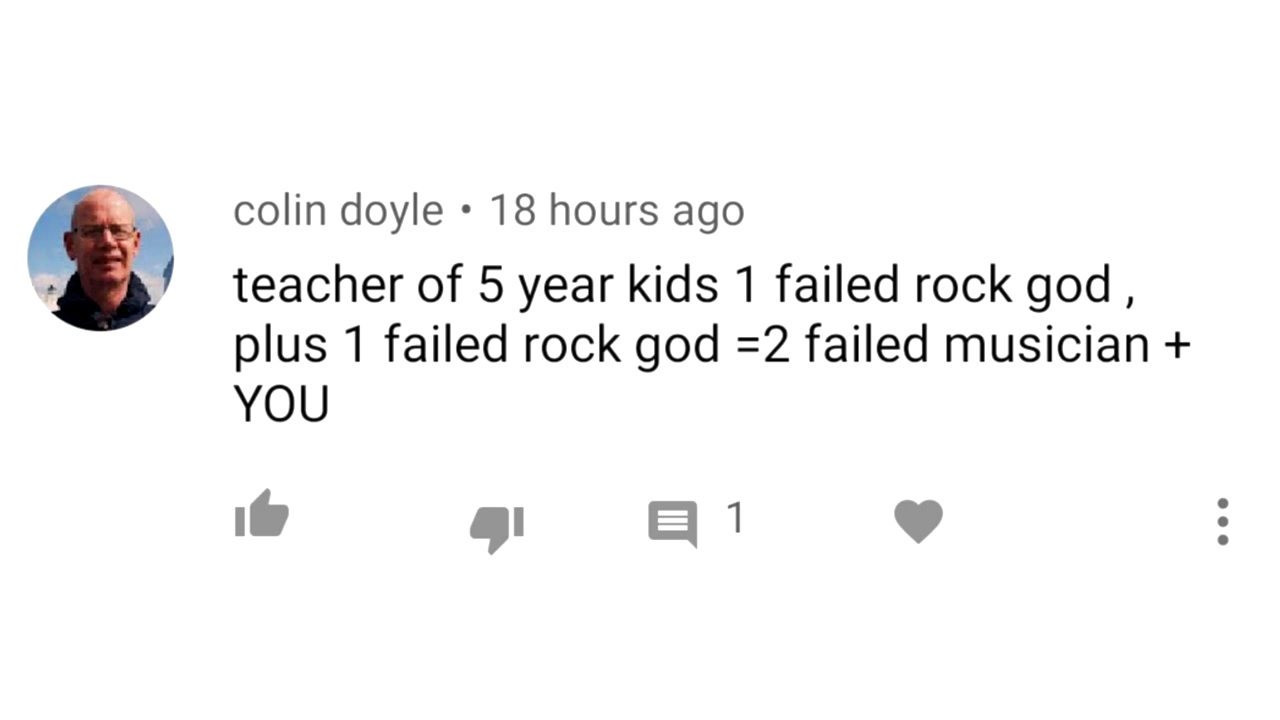 colin doyle • 18 hours ago
teacher of 5 year kids 1 failed rock god ,
plus 1 failed rock god =2 failed musician +
YOU
1